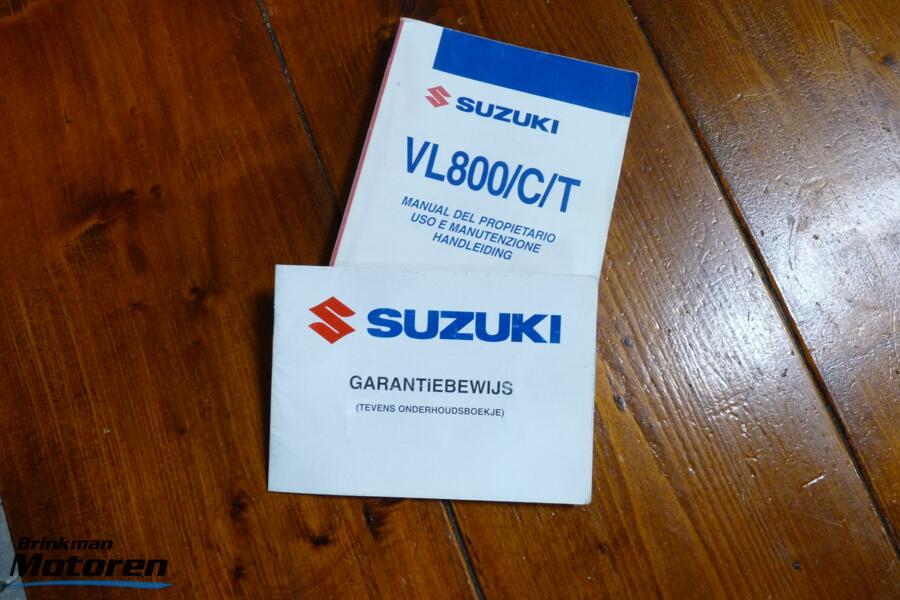 SUZUKI
VL800/C/T
MANUAL DEL PROPIETARIO
USO E MANUTENZIONE
HANDLEIDING
SUZUKI
GARANTiEBEWIJS
(TEVENS ONDERHOUDSBOEKJE)
Brinkman
Motoren